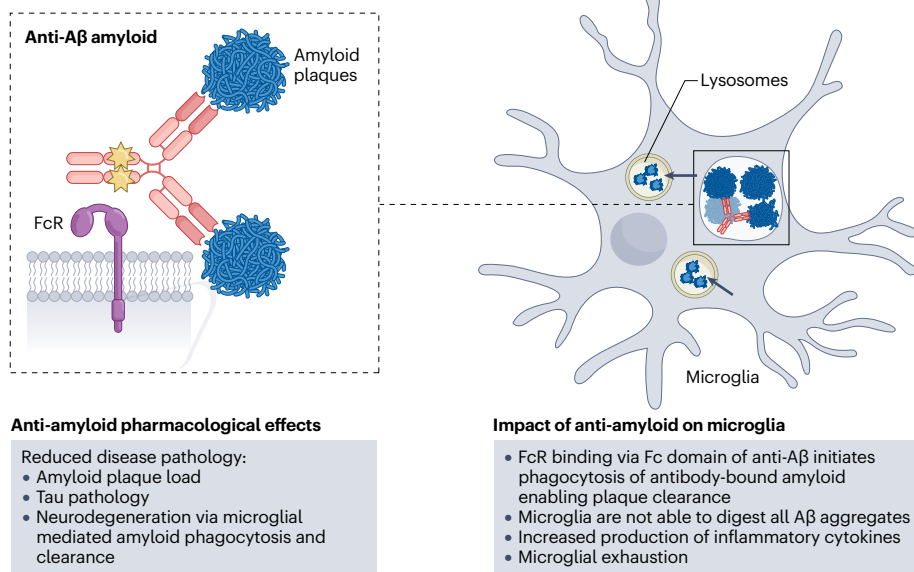 Anti-Aβ amyloid
Amyloid
plaques
FcR
Lysosomes
Microglia
Anti-amyloid pharmacological effects
Reduced disease pathology:
• Amyloid plaque load
• Tau pathology
• Neurodegeneration via microglial
mediated amyloid phagocytosis and
clearance
Impact of anti-amyloid on microglia
• FcR binding via Fc domain of anti-Aβ initiates
phagocytosis of antibody-bound amyloid
enabling plaque clearance
• Microglia are not able to digest all Aβ aggregates
• Increased production of inflammatory cytokines
• Microglial exhaustion